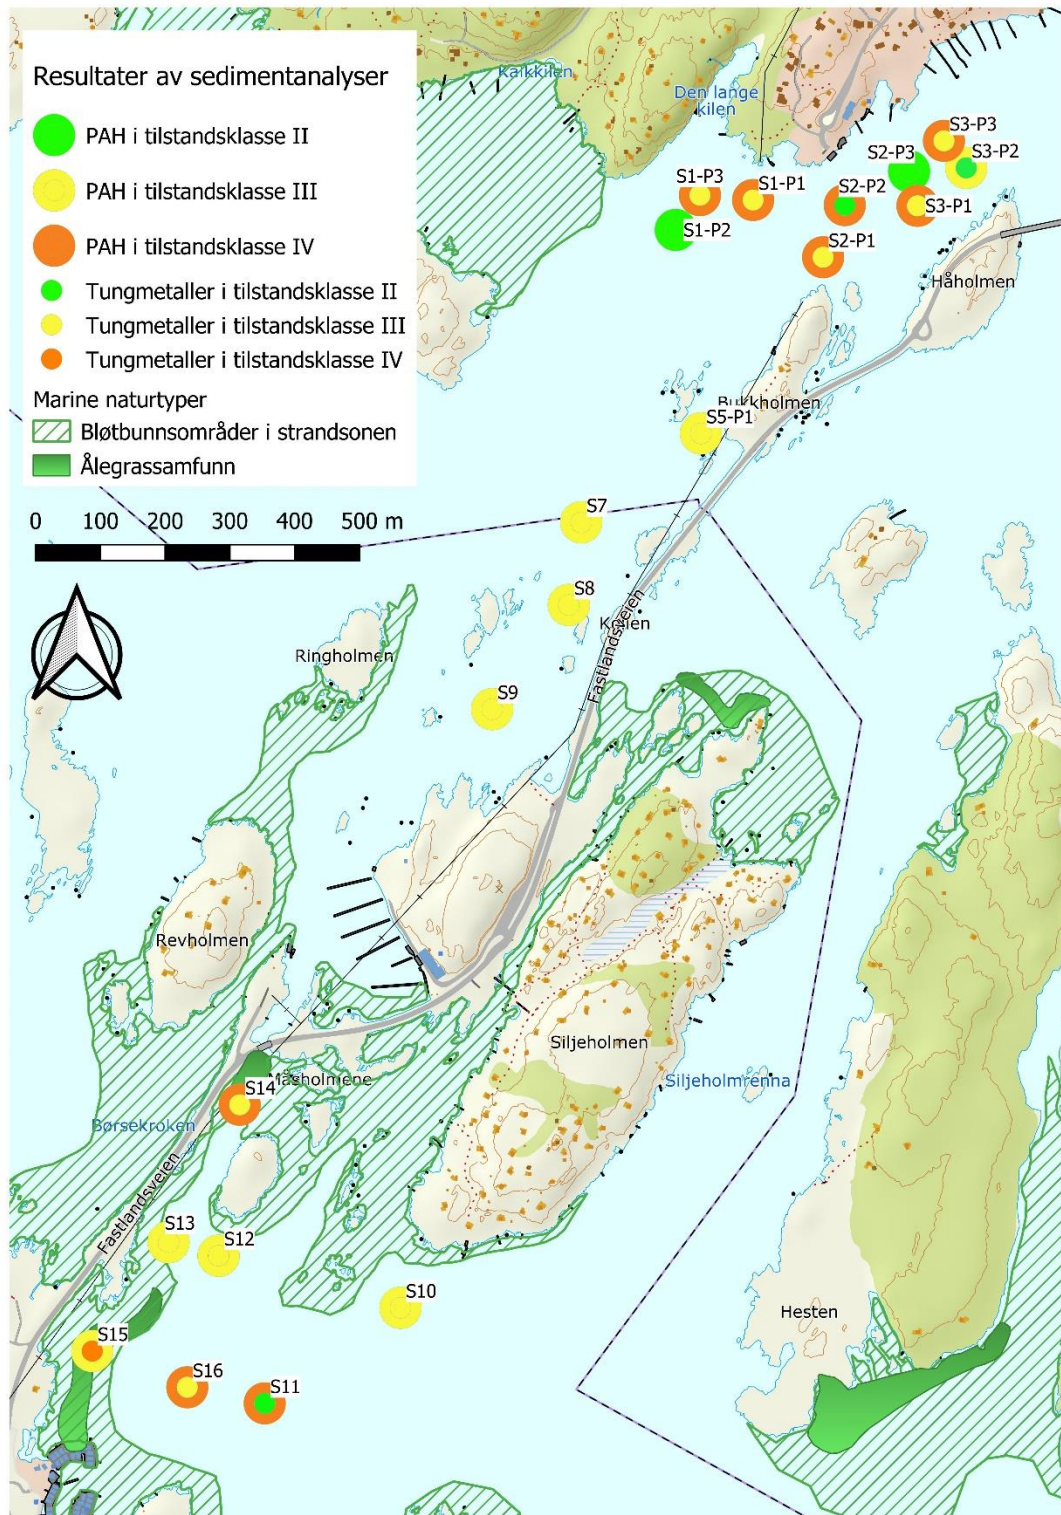 Resultater av sedimentanalyser
PAH i tilstandsklasse II
PAH i tilstandsklasse III
PAH i tilstandsklasse IV
Tungmetaller i tilstandsklasse II
Tungmetaller i tilstandsklasse III
Tungmetaller i tilstandsklasse IV
Marine naturtyper
Bløtbunnsområder i strandsonen
Ålegrassamfunn
0 100 200 300 400 500 m
Kalkkilen
Den lange
kilen
S3-P3
S2-P3
S3-P2
S1-P3
S1-P1
S2-P2
S3-P1
S1-P2
S2-P1
Håholmen
Bukkholmen
S5-P1
S7
S8
Fastlandsveien
Ringholmen
S9
Revholmen
Siljeholmen
Måsholmene
Siljeholmrenna
S14
Børsekroken
Fastlandsveien
S13
S12
S10
Hesten
S15
S16
S11